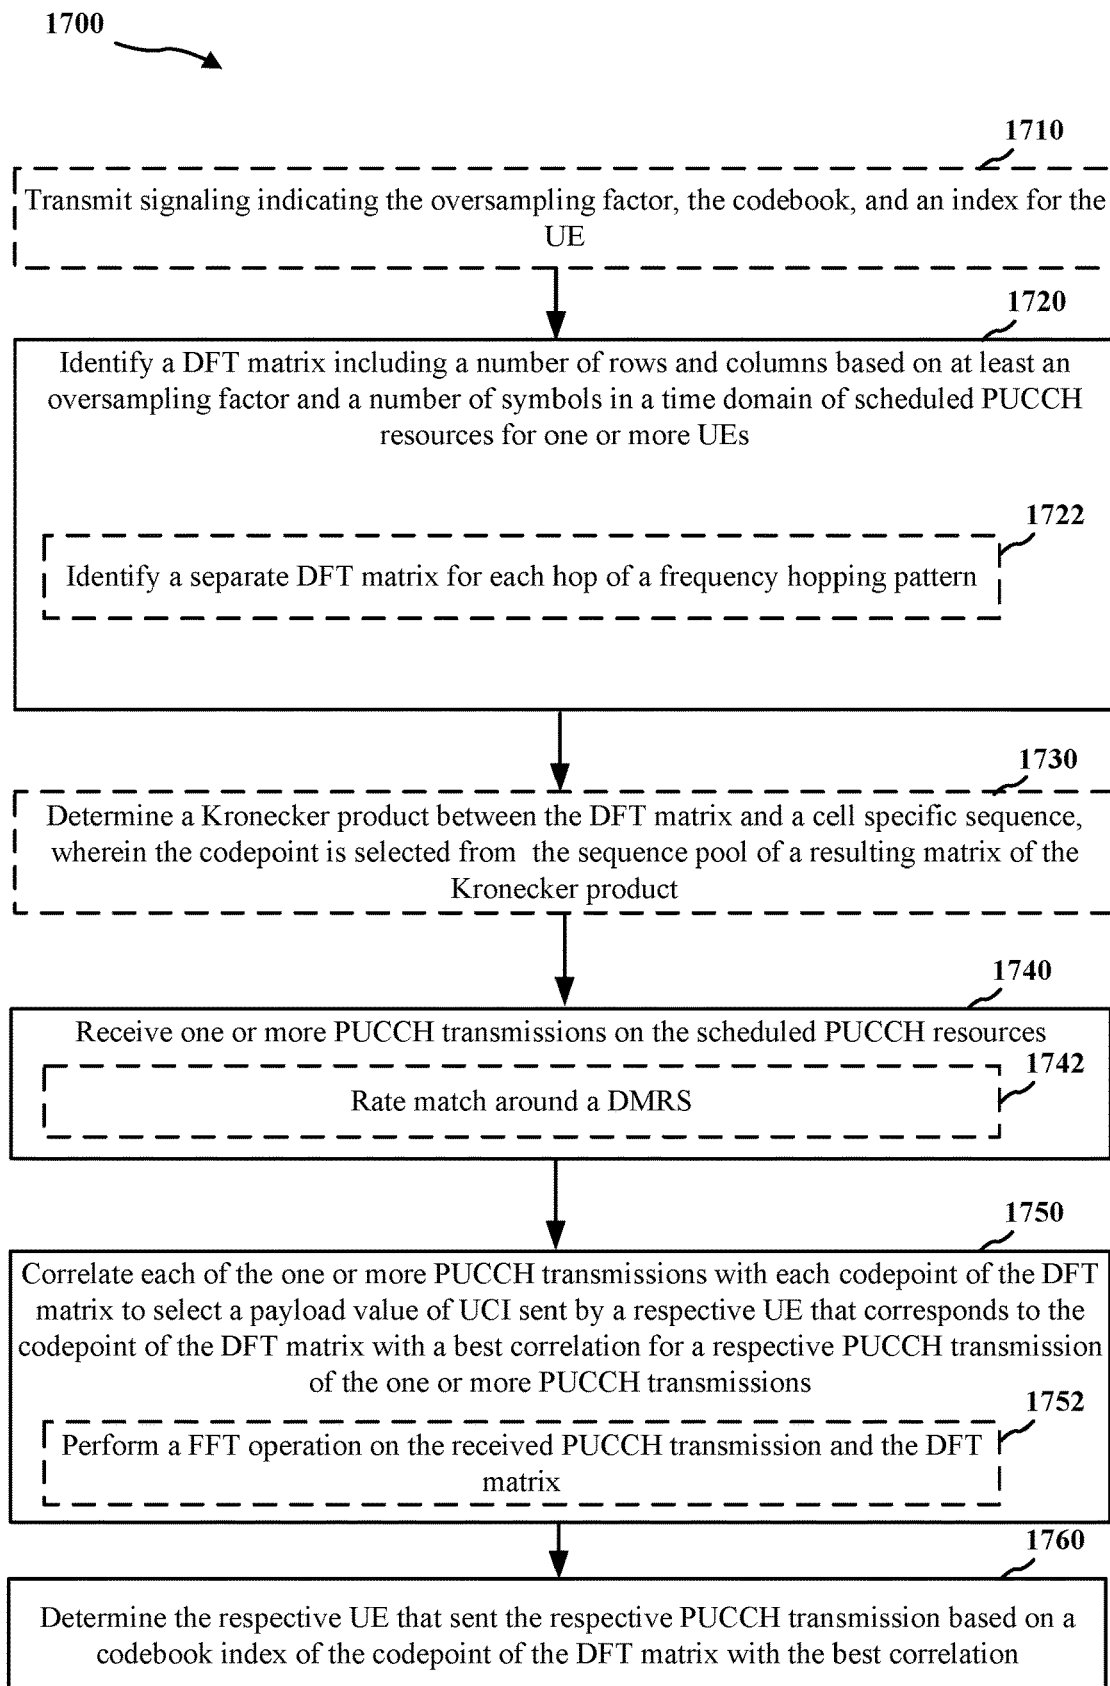 1700
1710
Transmit signaling indicating the oversampling factor, the codebook, and an index for the
UE
1720
Identify a DFT matrix including a number of rows and columns based on at least an
oversampling factor and a number of symbols in a time domain of scheduled PUCCH
resources for one or more UEs
1722
Identify a separate DFT matrix for each hop of a frequency hopping pattern
1730
Determine a Kronecker product between the DFT matrix and a cell specific sequence,
wherein the codepoint is selected from the sequence pool of a resulting matrix of the
Kronecker product
1740
Receive one or more PUCCH transmissions on the scheduled PUCCH resources
1742
Rate match around a DMRS
1750
Correlate each of the one or more PUCCH transmissions with each codepoint of the DFT
matrix to select a payload value of UCI sent by a respective UE that corresponds to the
codepoint of the DFT matrix with a best correlation for a respective PUCCH transmission
of the one or more PUCCH transmissions
1752
Perform a FFT operation on the received PUCCH transmission and the DFT
matrix
1760
Determine the respective UE that sent the respective PUCCH transmission based on a
codebook index of the codepoint of the DFT matrix with the best correlation